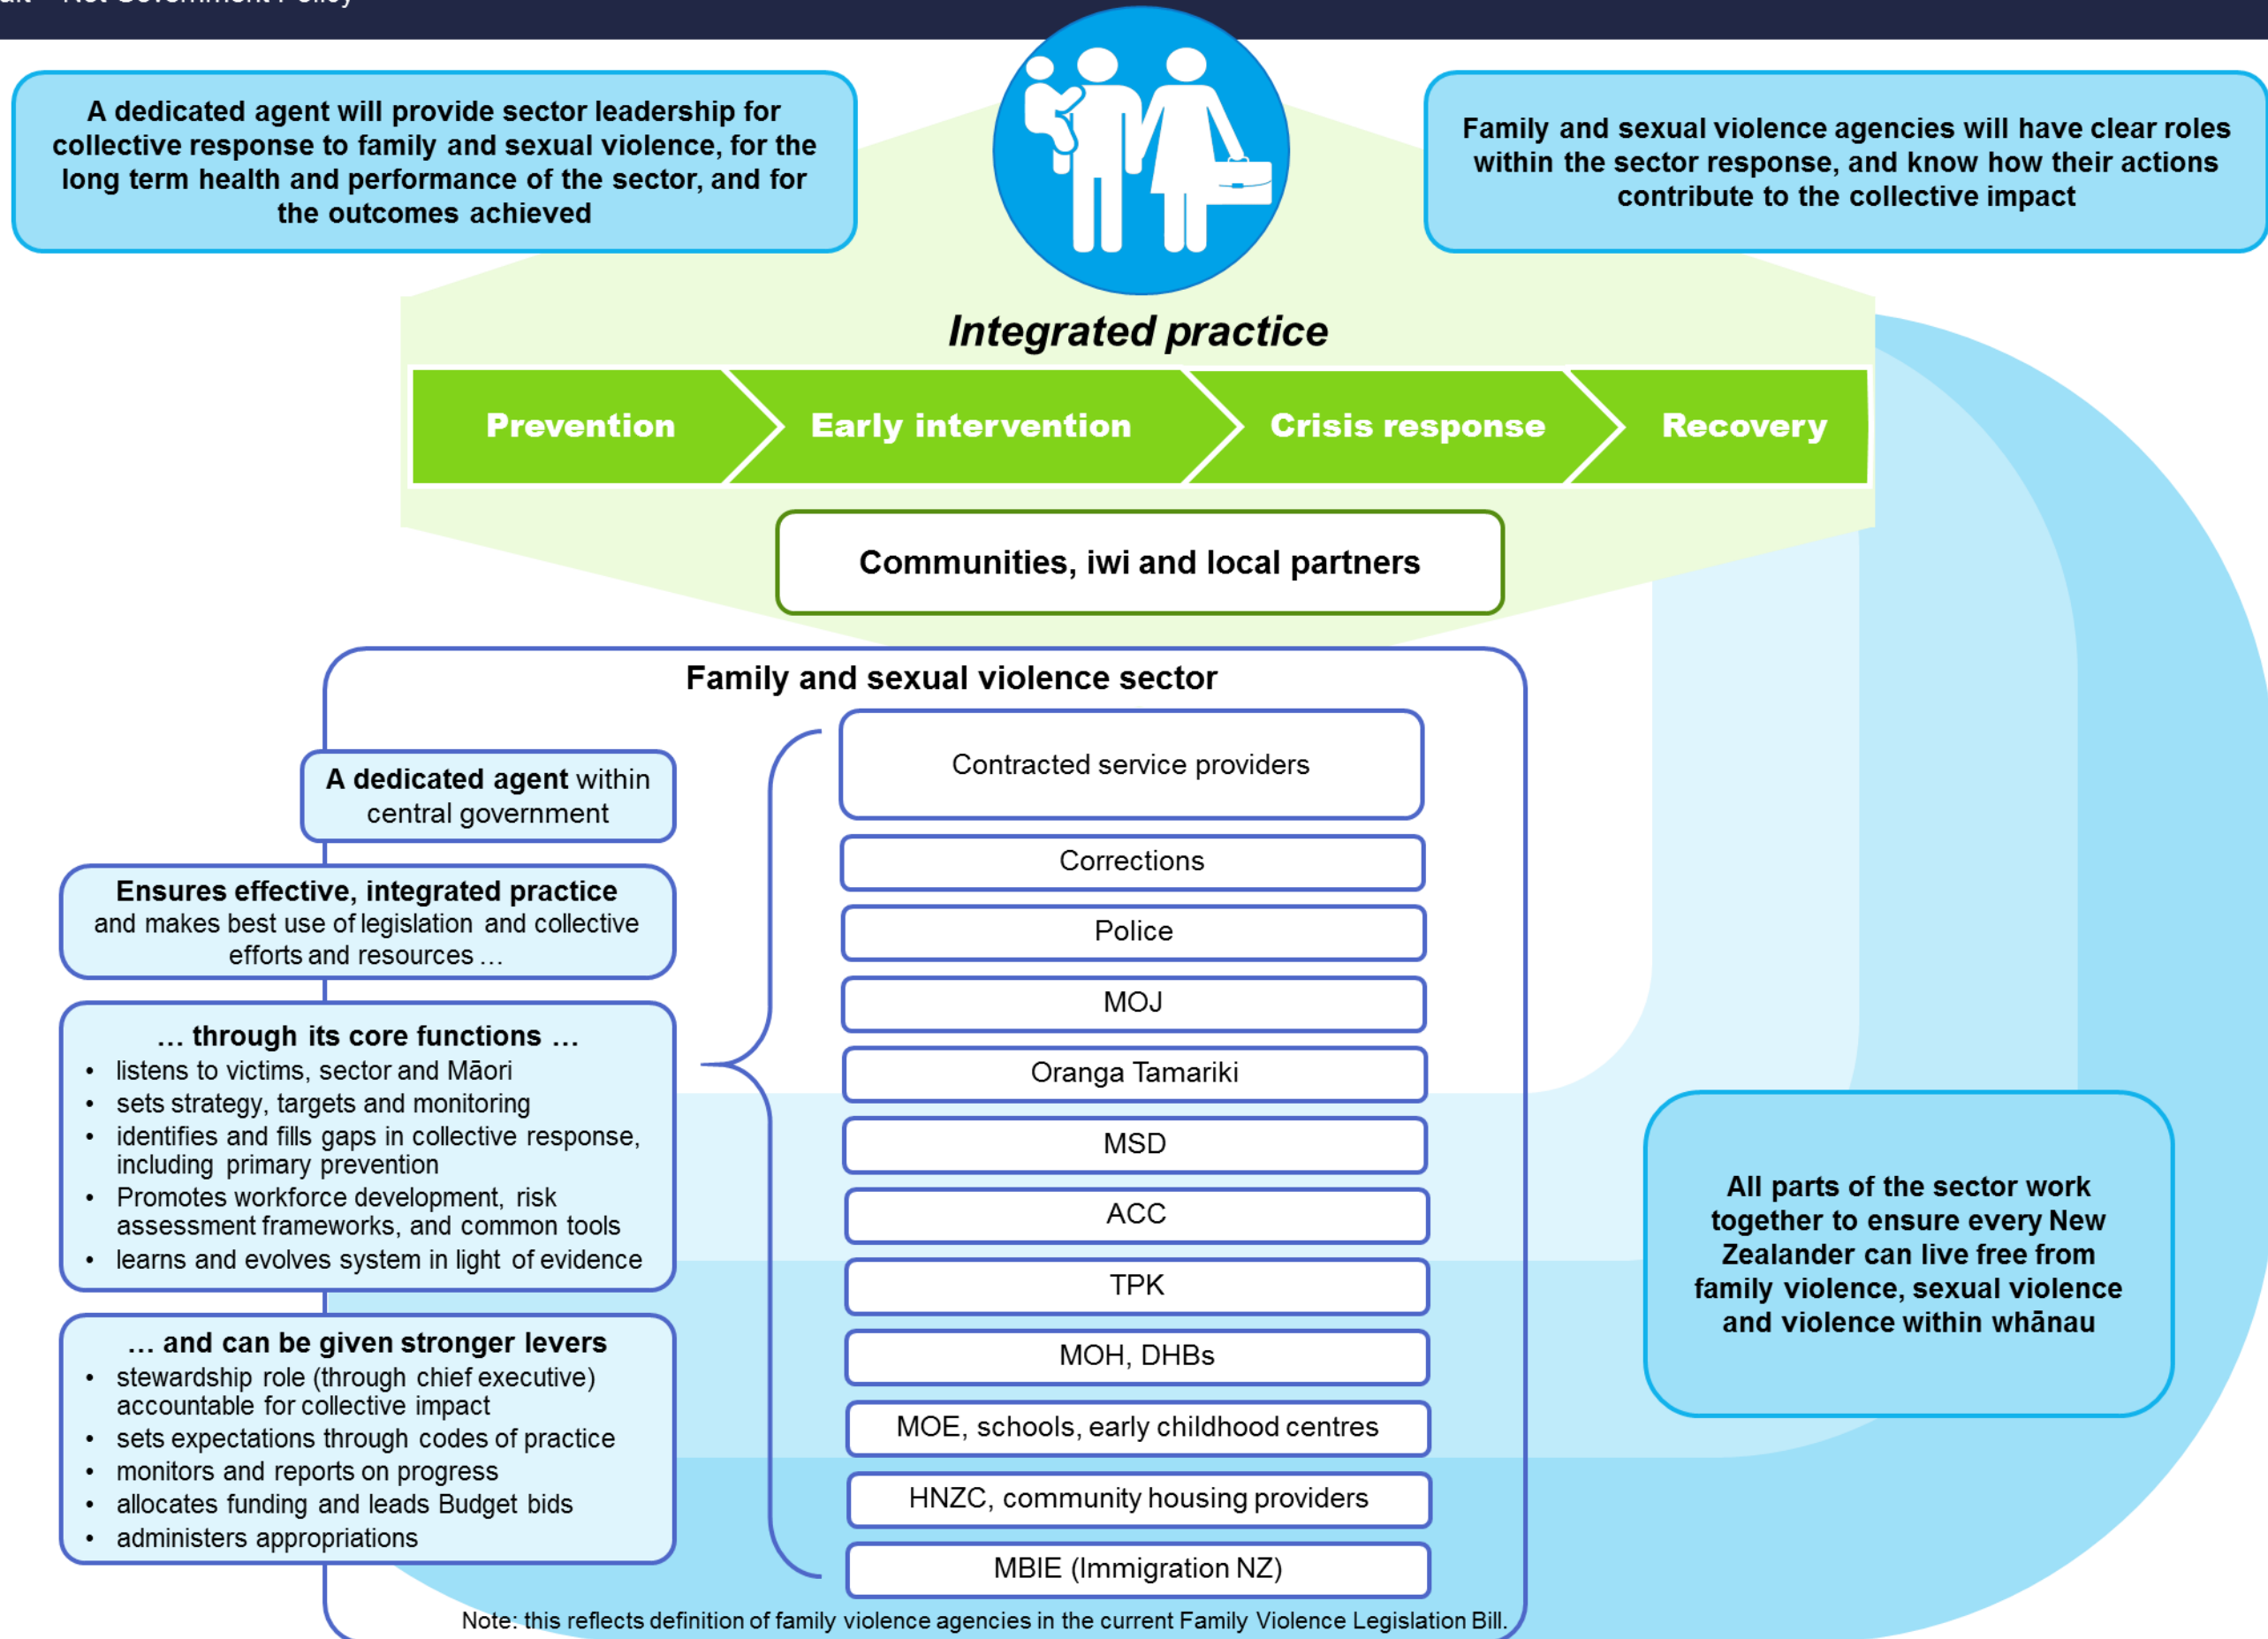 Not Government Policy
A dedicated agent will provide sector leadership for
collective response to family and sexual violence, for the
long term health and performance of the sector, and for
the outcomes achieved
Family and sexual violence agencies will have clear roles
within the sector response, and know how their actions
contribute to the collective impact
Integrated practice
Prevention
Early intervention
Crisis response
Recovery
Communities, iwi and local partners
Family and sexual violence sector
A dedicated agent within
central government
Ensures effective, integrated practice
and makes best use of legislation and collective
efforts and resources …
… through its core functions …
• listens to victims, sector and Māori
• sets strategy, targets and monitoring
• identifies and fills gaps in collective response,
including primary prevention
• Promotes workforce development, risk
assessment frameworks, and common tools
• learns and evolves system in light of evidence
… and can be given stronger levers
• stewardship role (through chief executive)
accountable for collective impact
• sets expectations through codes of practice
• monitors and reports on progress
• allocates funding and leads Budget bids
• administers appropriations
Contracted service providers
Corrections
Police
MOJ
Oranga Tamariki
MSD
ACC
TPK
MOH, DHBs
MOE, schools, early childhood centres
HNZC, community housing providers
MBIE (Immigration NZ)
Note: this reflects definition of family violence agencies in the current Family Violence Legislation Bill.
All parts of the sector work
together to ensure every New
Zealander can live free from
family violence, sexual violence
and violence within whānau